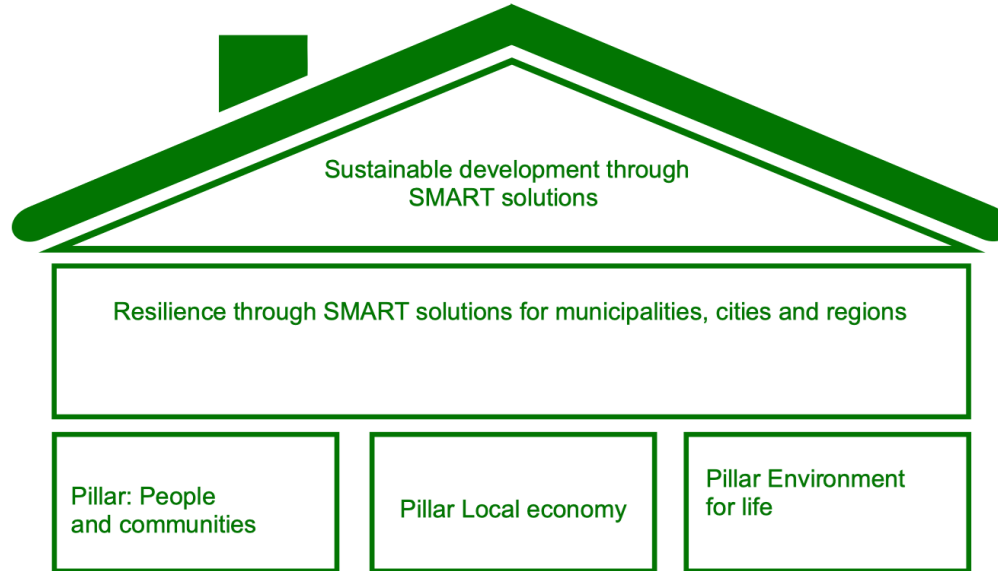 Sustainable development through
SMART solutions
Resilience through SMART solutions for municipalities, cities and regions
Pillar: People
and communities
Pillar Local economy
Pillar Environment
for life